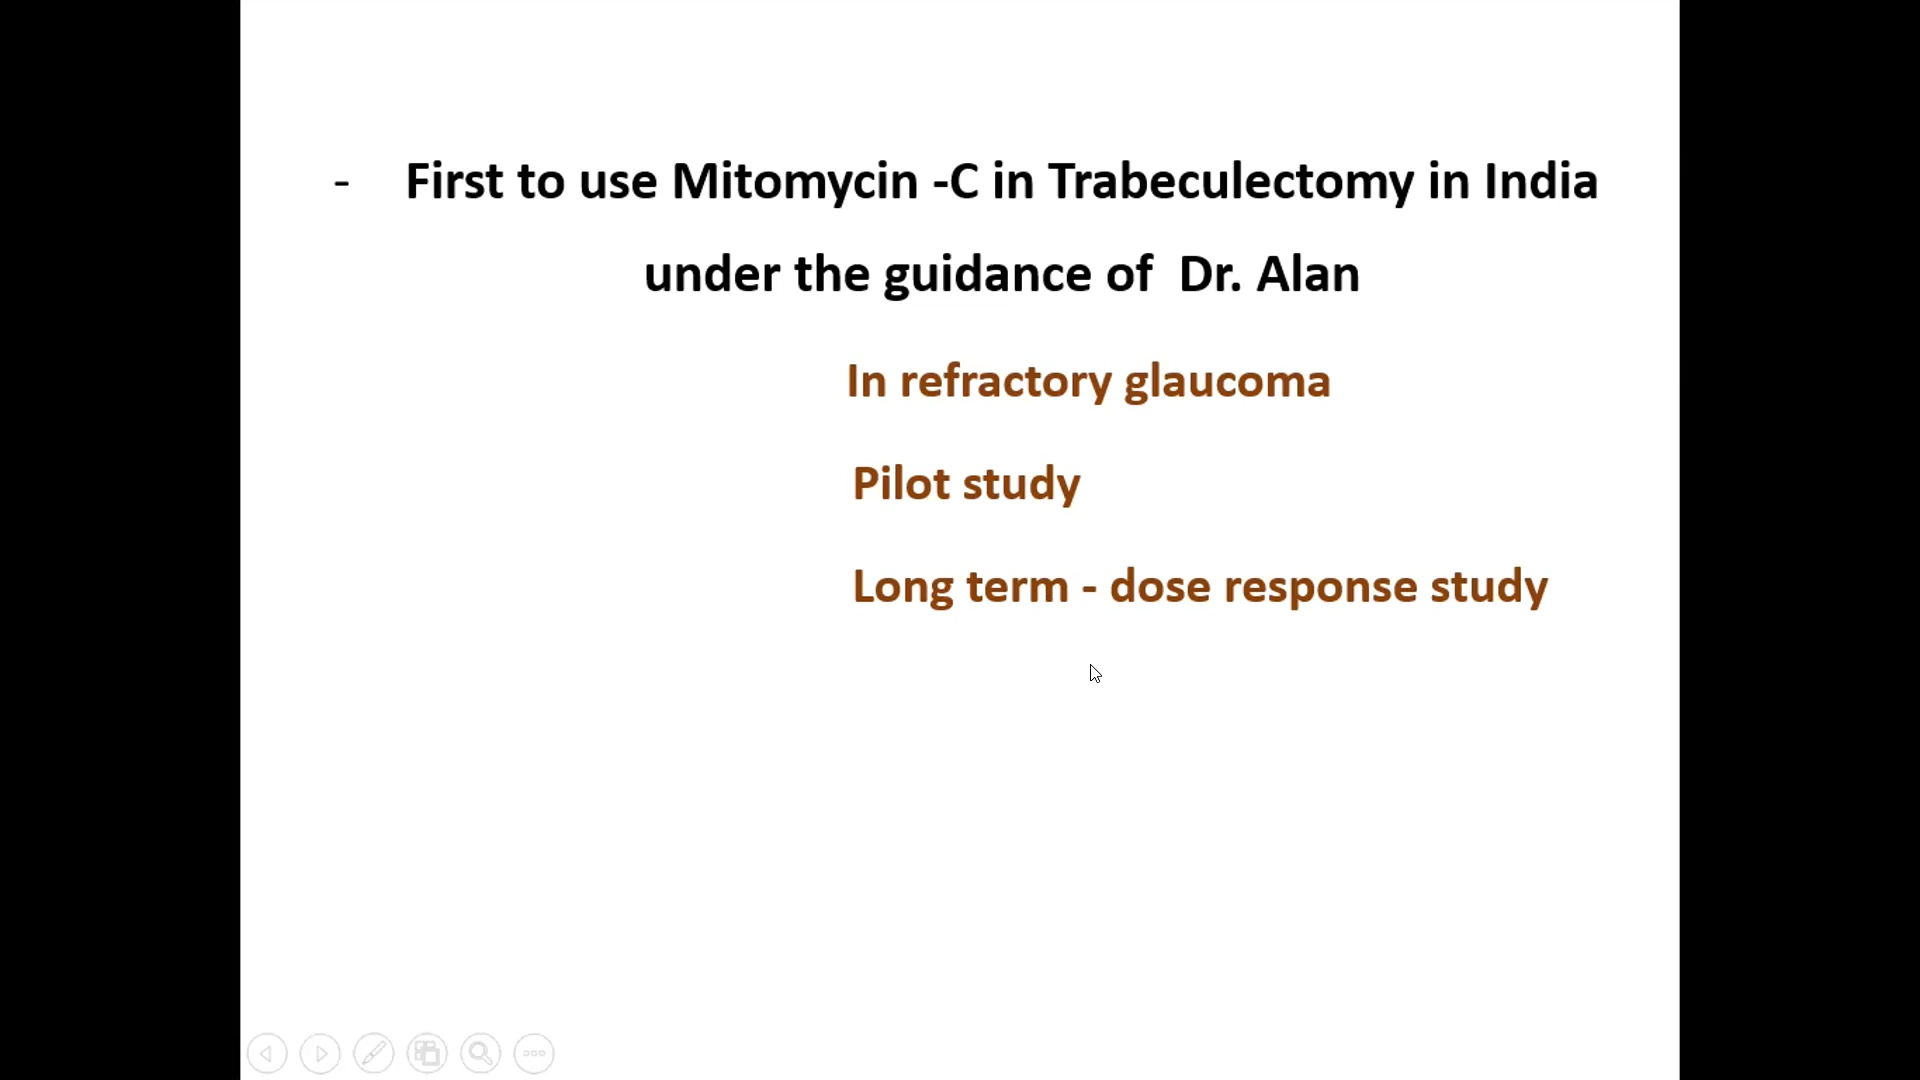 - First to use Mitomycin -C in Trabeculectomy in India
under the guidance of Dr. Alan
In refractory glaucoma
Pilot study
Long term - dose response study